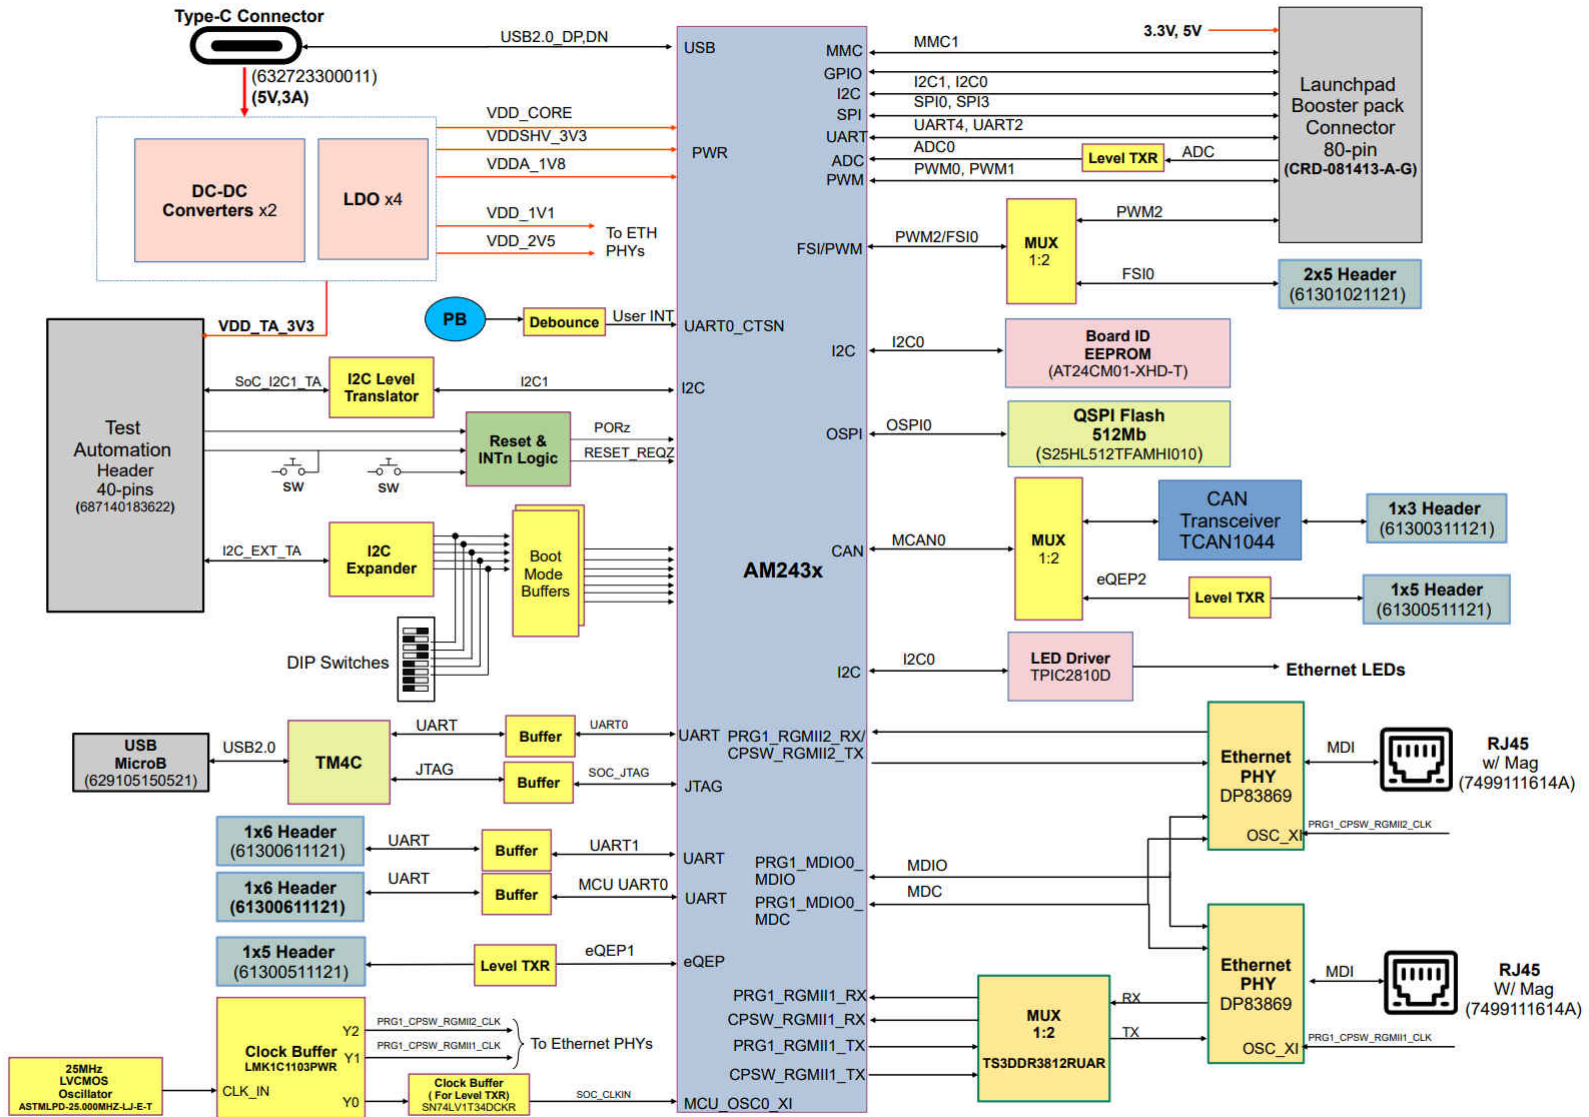 Type-C Connector
USB2.0_DP,DN
(632723300011)
(5V,3A)
VDD_CORE
VDDSHV_3V3
VDDA_1V8
VDD_1V1
VDD_2V5
To ETH
PHYs
DC-DC
Converters x2
LDO x4
VDD_TA_3V3
PB
Debounce
User INT
Test
Automation
Header
40-pins
(687140183622)
SoC_I2C1_TA
I2C Level
Translator
I2C1
Reset &
INTn Logic
PORz
RESET_REQZ
SW
SW
I2C_EXT_TA
I2C
Expander
Boot
Mode
Buffers
DIP Switches
USB
MicroB
(629105150521)
USB2.0
TM4C
UART
Buffer
UART0
JTAG
Buffer
SOC_JTAG
1x6 Header
(61300611121)
UART
Buffer
UART1
1x6 Header
(61300611121)
UART
Buffer
MCU UART0
1x5 Header
(61300511121)
Level TXR
eQEP1
25MHz
LVCMOS
Oscillator
ASTMLPD-25.000MHZ-LJ-E-T
Clock Buffer
LMK1C1103PWR
CLK_IN
Y2
Y1
Y0
PRG1_CPSW_RGMII2_CLK
PRG1_CPSW_RGMII1_CLK
To Ethernet PHYs
Clock Buffer
( For Level TXR)
SN74LV1T34DCKR
SOC_CLKIN
USB
PWR
UART0_CTSN
I2C
UART
JTAG
UART
UART
eQEP
MCU_OSC0_XI
AM243x
MMC
GPIO
I2C
SPI
UART
ADC
PWM
FSI/PWM
I2C
OSPI
CAN
I2C
PRG1_RGMII2_RX/
CPSW_RGMII2_TX
PRG1_MDIO0_
MDIO
PRG1_MDIO0_
MDC
PRG1_RGMII1_RX
CPSW_RGMII1_RX
PRG1_RGMII1_TX
CPSW_RGMII1_TX
3.3V, 5V
MMC1
I2C1, I2C0
SPI0, SPI3
UART4, UART2
ADC0
Level TXR
ADC
PWM0, PWM1
Launchpad
Booster pack
Connector
80-pin
(CRD-081413-A-G)
PWM2/FSI0
MUX
1:2
PWM2
FSI0
2x5 Header
(61301021121)
I2C0
Board ID
EEPROM
(AT24CM01-XHD-T)
OSPI0
QSPI Flash
512Mb
(S25HL512TFAMHI010)
MCAN0
MUX
1:2
CAN
Transceiver
TCAN1044
1x3 Header
(61300311121)
eQEP2
Level TXR
1x5 Header
(61300511121)
I2C0
LED Driver
TPIC2810D
Ethernet LEDs
Ethernet
PHY
DP83869
OSC_XI
MDI
RJ45
w/ Mag
(7499111614A)
PRG1_CPSW_RGMII2_CLK
MDIO
MDC
Ethernet
PHY
DP83869
OSC_XI
MDI
RJ45
W/ Mag
(7499111614A)
PRG1_CPSW_RGMII1_CLK
MUX
1:2
TS3DDR3812RUAR
RX
TX